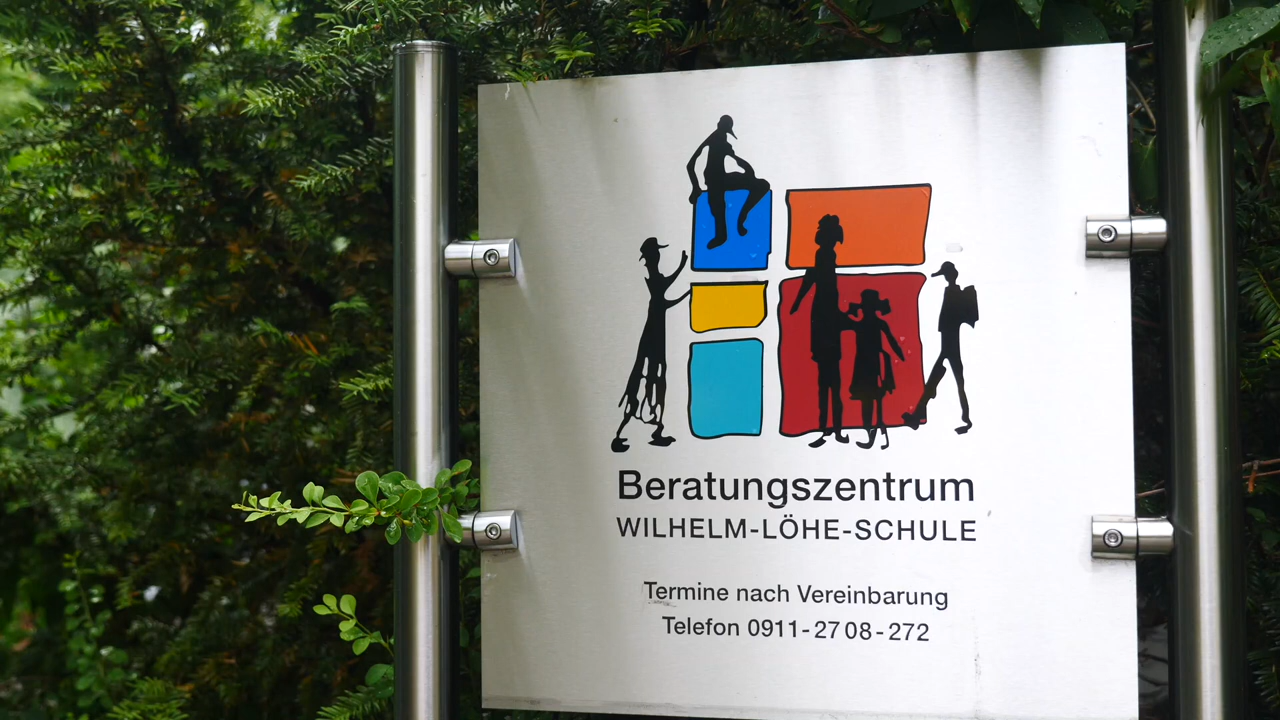 Beratungszentrum
WILHELM-LÖHE-SCHULE
Termine nach Vereinbarung
Telefon 0911-2708-272